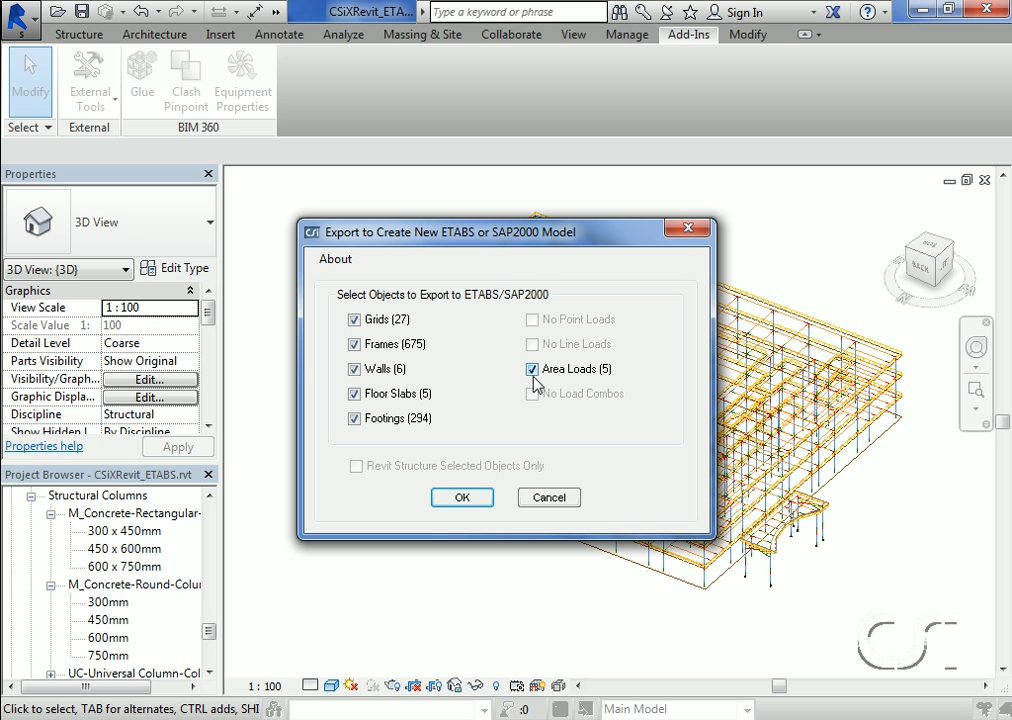 CSiXRevit_ETA...
Type a keyword or phrase
Sign In
S
Structure Architecture Insert Annotate Analyze Massing & Site Collaborate View Manage Add-Ins Modify
Modify
External Tools
Glue
Clash Pinpoint
Equipment Properties
Select
External
BIM 360
Properties
3D View
3D View: {3D}
Edit Type
Graphics
View Scale 1 : 100
Scale Value 1: 100
Detail Level Coarse
Parts Visibility Show Original
Visibility/Graph... Edit...
Graphic Displa... Edit...
Discipline Structural
Show Hidden L By Discipline
Properties help
Apply
Project Browser - CSiXRevit_ETABS.rvt
Structural Columns
M_Concrete-Rectangular-
300 x 450mm
450 x 600mm
600 x 750mm
M_Concrete-Round-Colu
300mm
450mm
600mm
750mm
UC-Universal Column-Col
Export to Create New ETABS or SAP2000 Model
About
Select Objects to Export to ETABS/SAP2000
Grids (27)
Frames (675)
Walls (6)
Floor Slabs (5)
Footings (294)
No Point Loads
No Line Loads
Area Loads (5)
No Load Combos
Revit Structure Selected Objects Only
OK
Cancel
BACK
CSI
1 : 100
Click to select, TAB for alternates, CTRL adds, SHI
:0
Main Model